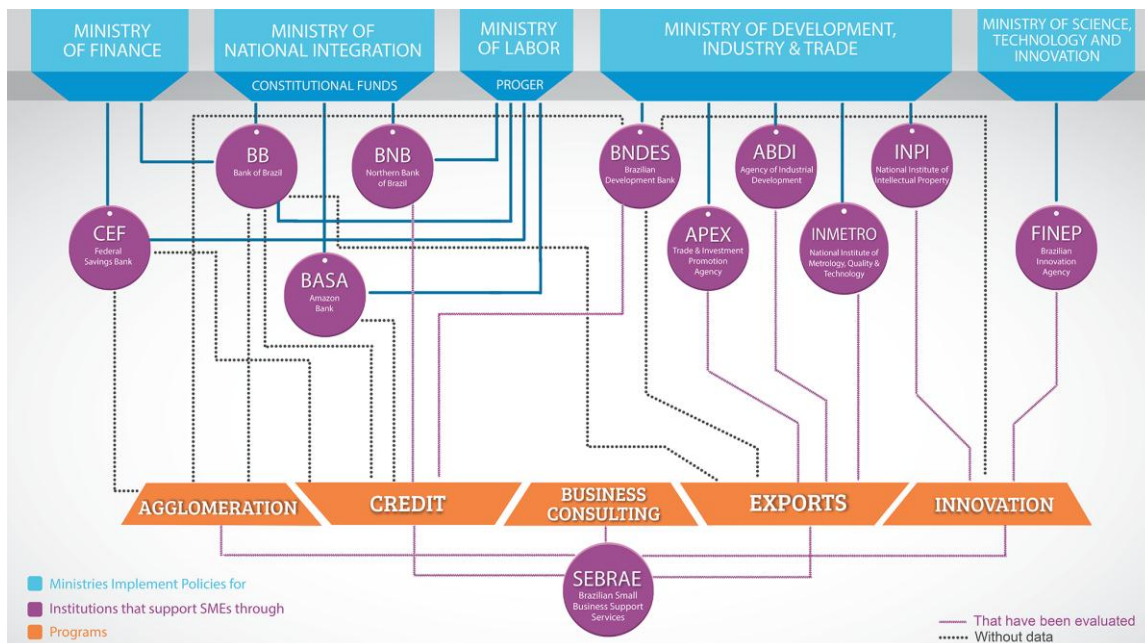 MINISTRY
OF FINANCE
MINISTRY OF
NATIONAL INTEGRATION
CONSTITUTIONAL FUNDS
MINISTRY
OF LABOR
PROGER
MINISTRY OF DEVELOPMENT,
INDUSTRY & TRADE
MINISTRY OF SCIENCE,
TECHNOLOGY AND
INNOVATION
BB
Bank of Brazil
BNB
Northern Bank
of Brazil
BNDES
Brazilian
Development Bank
ABDI
Agency of Industrial
Development
INPI
National Institute of
Intellectual Property
CEF
Federal
Savings Bank
BASA
Amazon
Bank
APEX
Trade & Investment
Promotion
Agency
INMETRO
National Institute of
Metrology, Quality &
Technology
FINEP
Brazilian
Innovation
Agency
AGGLOMERATION
CREDIT
BUSINESS
CONSULTING
EXPORTS
INNOVATION
SEBRAE
Brazilian Small
Business Support
Services
Ministries Implement Policies for
Institutions that support SMEs through
Programs
That have been evaluated
Without data